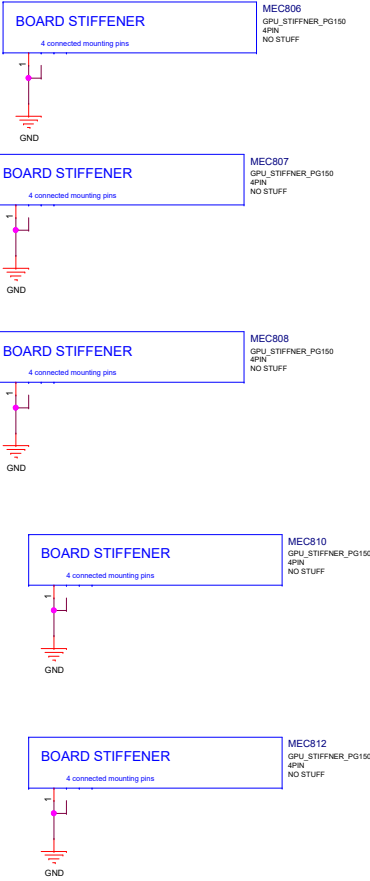 MEC806
BOARD STIFFENER
GPU_STIFFNER_PG150
4PIN
NO STUFF
4 connected mounting pins
1
GND
MEC807
BOARD STIFFENER
GPU_STIFFNER_PG150
4PIN
NO STUFF
4 connected mounting pins
1
GND
MEC808
BOARD STIFFENER
GPU_STIFFNER_PG150
4PIN
NO STUFF
4 connected mounting pins
1
GND
MEC810
BOARD STIFFENER
GPU_STIFFNER_PG150
4PIN
NO STUFF
4 connected mounting pins
1
GND
MEC812
BOARD STIFFENER
GPU_STIFFNER_PG150
4PIN
NO STUFF
4 connected mounting pins
1
GND